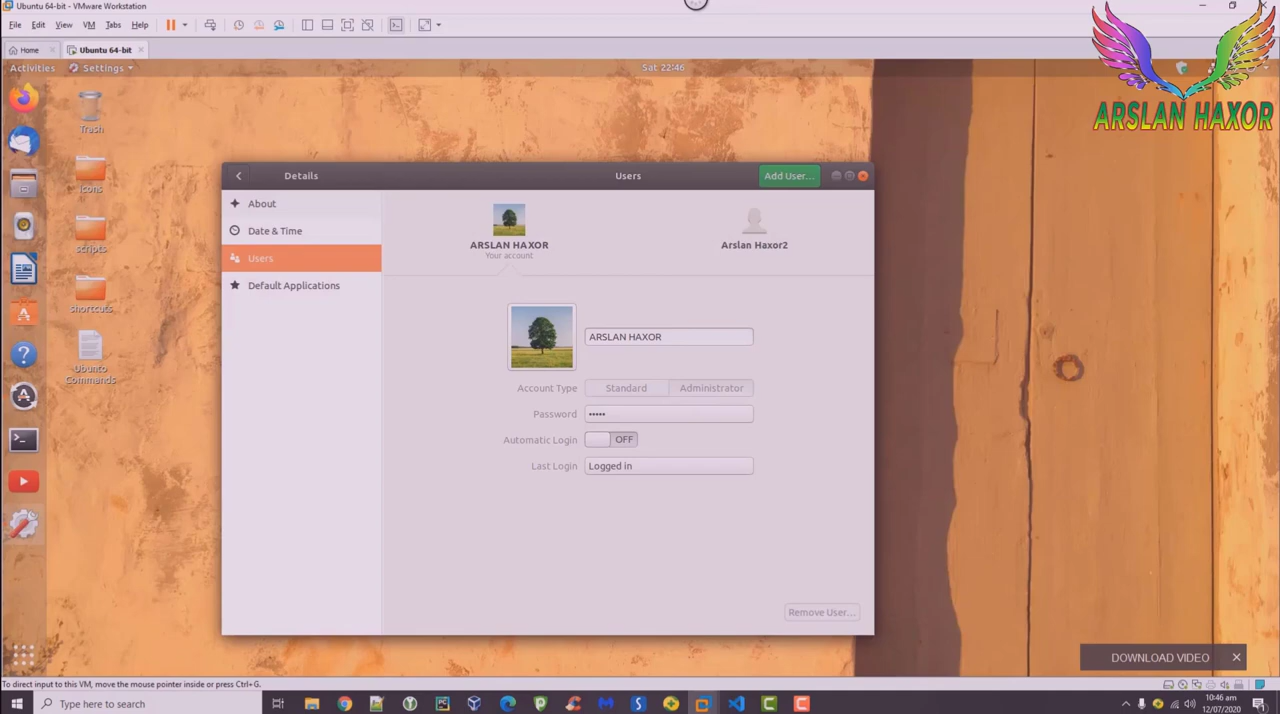 Ubuntu 64-bit - VMware Workstation
File Edit View VM Tabs Help
Home Ubuntu 64-bit
Activities Settings Sat 22:46
ARSLAN HAXOR
Trash
icons
scripts
shortcuts
Ubunto Commands
Details Users Add User...
About
Date & Time
Users
Default Applications
ARSLAN HAXOR
Your account
Arslan Haxor2
ARSLAN HAXOR
Account Type Standard Administrator
Password •••••
Automatic Login OFF
Last Login Logged in
Remove User...
DOWNLOAD VIDEO
To direct input to this VM, move the mouse pointer inside or press Ctrl+G.
Type here to search
10:46 am
12/07/2020